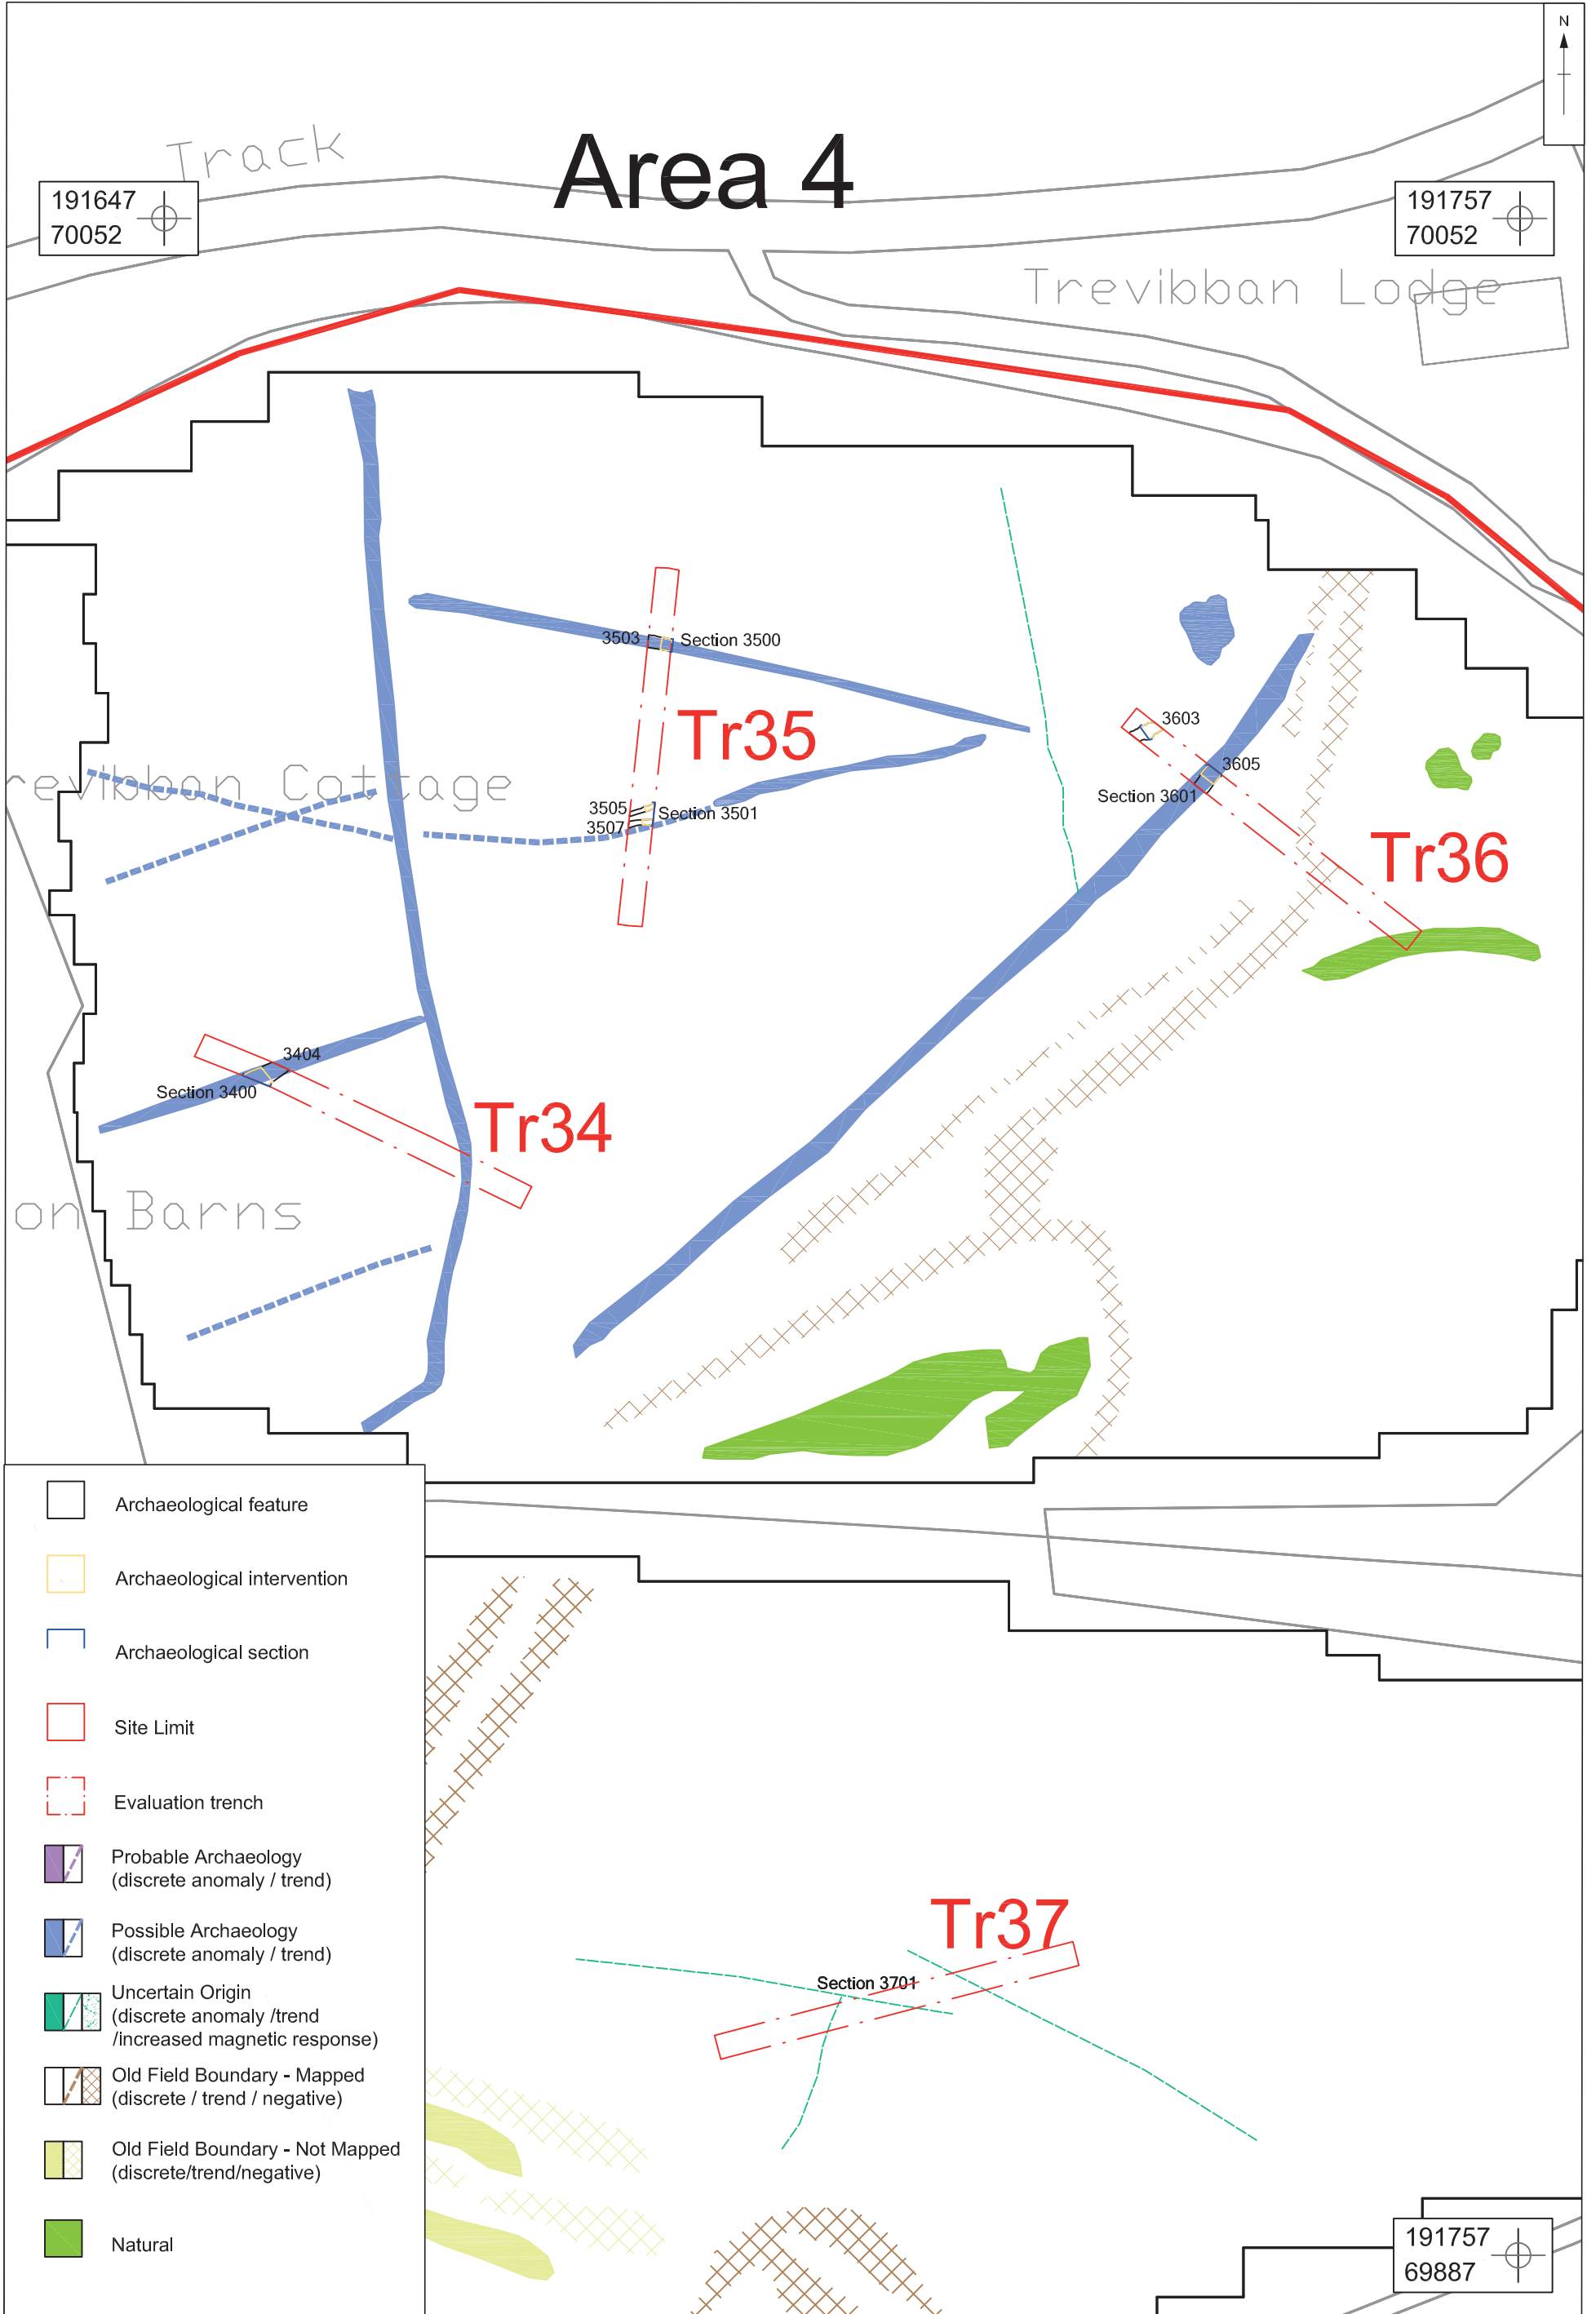 N
Area 4
Track
191647
70052
191757
70052
Trevibban Lodge
3503
Section 3500
Tr35
3603
3605
Section 3601
revibban Cottage
3505
Section 3501
3507
Tr36
3404
Section 3400
Tr34
on Barns
Archaeological feature
Archaeological intervention
Archaeological section
Site Limit
Evaluation trench
Probable Archaeology
(discrete anomaly / trend)
Possible Archaeology
(discrete anomaly / trend)
Uncertain Origin
(discrete anomaly /trend
/increased magnetic response)
Old Field Boundary - Mapped
(discrete / trend / negative)
Old Field Boundary - Not Mapped
(discrete/trend/negative)
Natural
Tr37
Section 3701
191757
69887